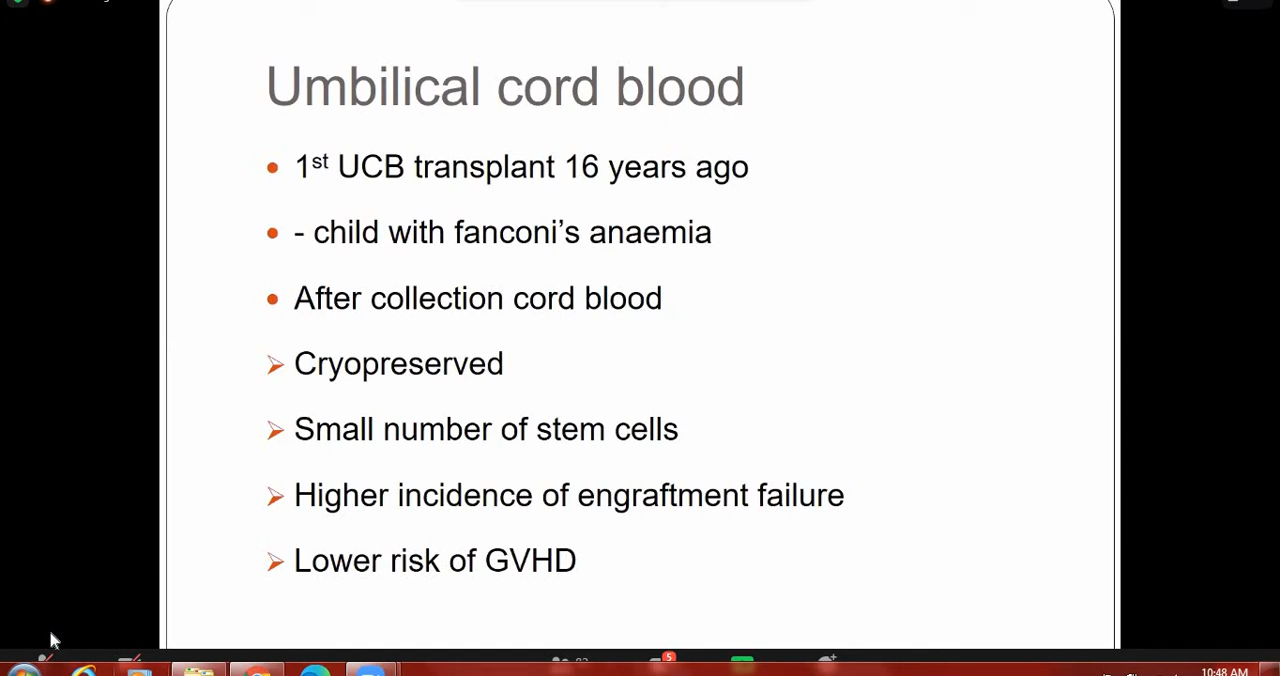 Umbilical cord blood
1st UCB transplant 16 years ago
- child with fanconi’s anaemia
After collection cord blood
Cryopreserved
Small number of stem cells
Higher incidence of engraftment failure
Lower risk of GVHD
5
10:48 AM